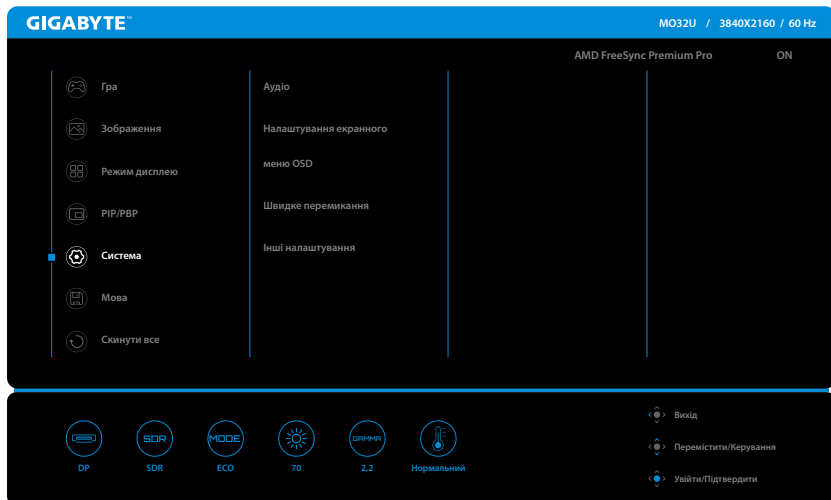 GIGABYTE™
MO32U / 3840X2160 / 60 Hz
AMD FreeSync Premium Pro ON
Гра
Зображення
Режим дисплею
PIP/PBP
Система
Мова
Скинути все
Аудіо
Налаштування екранного
меню OSD
Швидке перемикання
Інші налаштування
SDR
MODE
GAMMA
DP
SDR
ECO
70
2,2
Нормальний
Вихід
Перемістити/Керування
Увійти/Підтвердити